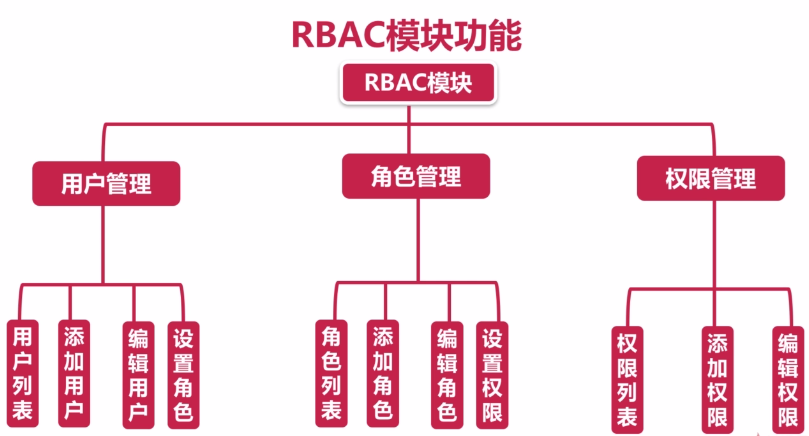 RBAC模块功能
RBAC模块
用户管理
角色管理
权限管理
用户列表
添加用户
编辑用户
设置角色
角色列表
添加角色
编辑角色
设置权限
权限列表
添加权限
编辑权限